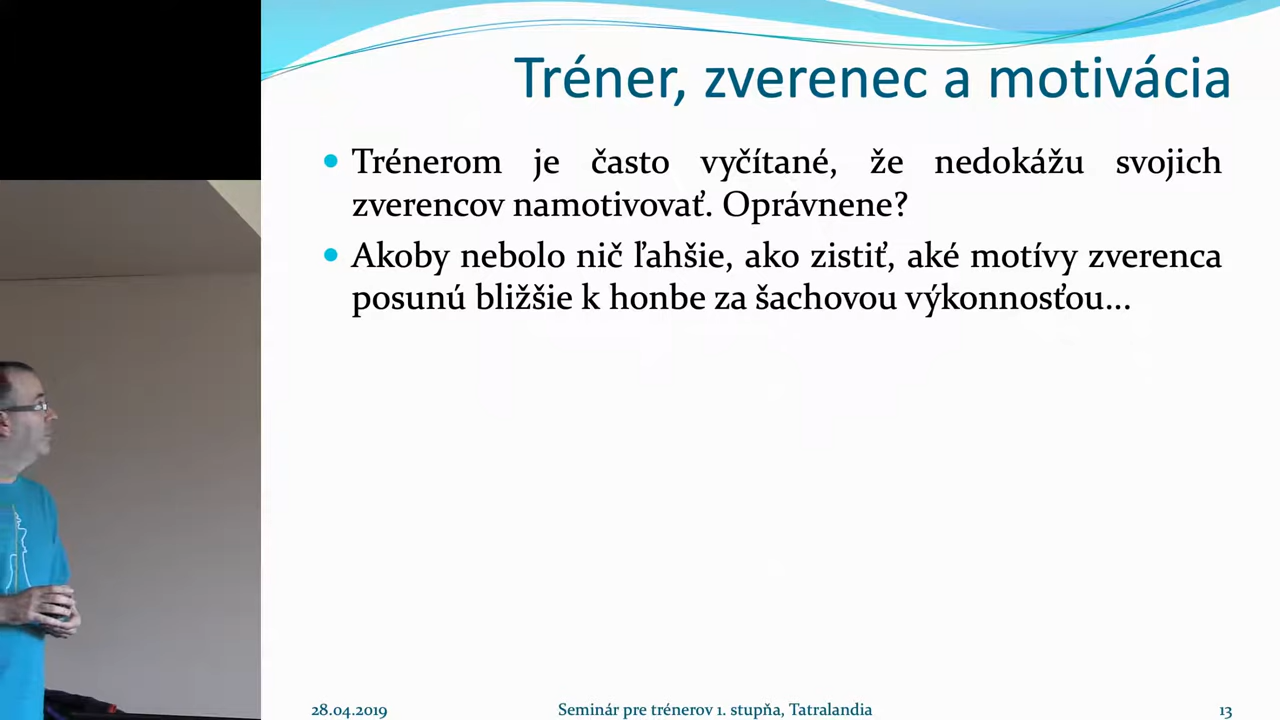 Tréner, zverenec a motivácia
Trénerom je často vyčítané, že nedokážu svojich
zverencov namotivovať. Oprávnene?
Akoby nebolo nič ľahšie, ako zistiť, aké motívy zverenca
posunú bližšie k honbe za šachovou výkonnosťou...
28.04.2019
Seminár pre trénerov 1. stupňa, Tatralandia
13